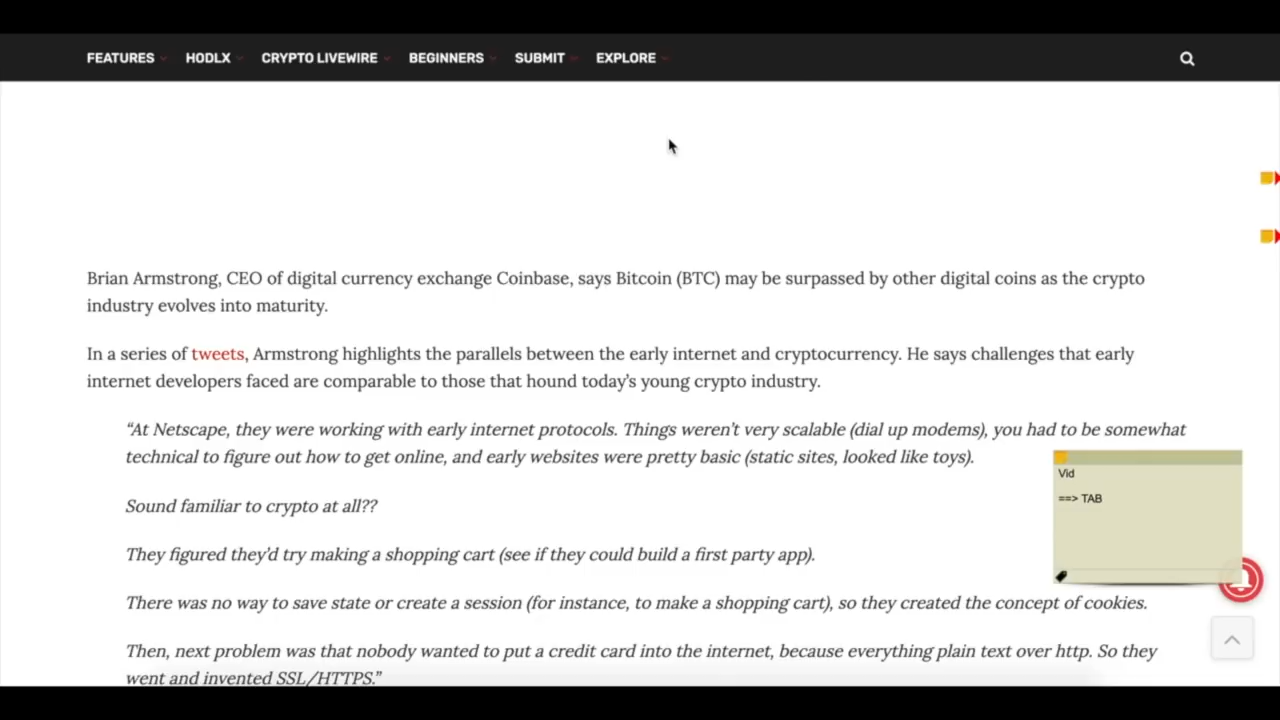 FEATURES HODLX CRYPTO LIVEWIRE BEGINNERS SUBMIT EXPLORE
Brian Armstrong, CEO of digital currency exchange Coinbase, says Bitcoin (BTC) may be surpassed by other digital coins as the crypto
industry evolves into maturity.
In a series of tweets, Armstrong highlights the parallels between the early internet and cryptocurrency. He says challenges that early
internet developers faced are comparable to those that hound today’s young crypto industry.
“At Netscape, they were working with early internet protocols. Things weren’t very scalable (dial up modems), you had to be somewhat
technical to figure out how to get online, and early websites were pretty basic (static sites, looked like toys).
Vid
==> TAB
Sound familiar to crypto at all??
They figured they’d try making a shopping cart (see if they could build a first party app).
There was no way to save state or create a session (for instance, to make a shopping cart), so they created the concept of cookies.
Then, next problem was that nobody wanted to put a credit card into the internet, because everything plain text over http. So they
went and invented SSL/HTTPS.”